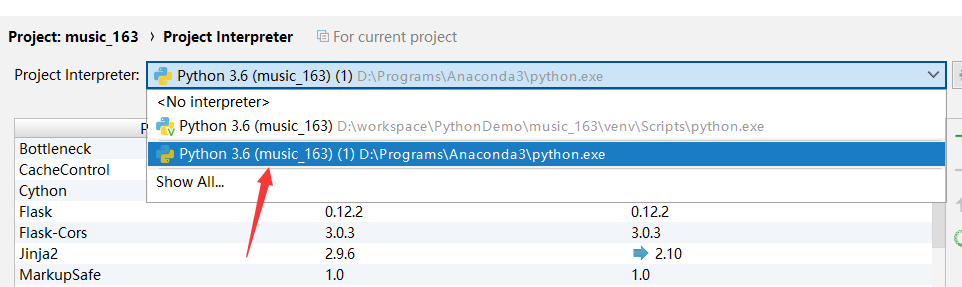 Project: music_163 › Project Interpreter For current project
Project Interpreter: Python 3.6 (music_163) (1) D:\Programs\Anaconda3\python.exe
<No interpreter>
Python 3.6 (music_163) D:\workspace\PythonDemo\music_163\venv\Scripts\python.exe
P
Bottleneck
Python 3.6 (music_163) (1) D:\Programs\Anaconda3\python.exe
CacheControl
Show All...
Cython
Flask 0.12.2 0.12.2
Flask-Cors 3.0.3 3.0.3
Jinja2 2.9.6 2.10
MarkupSafe 1.0 1.0